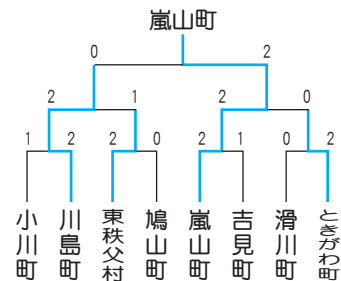 嵐山町
0 2
2 1 2 0
1 2 2 0 2 1 0 2
小川町
川島町
東秩父村
鳩山町
嵐山町
吉見町
滑川町
ときがわ町